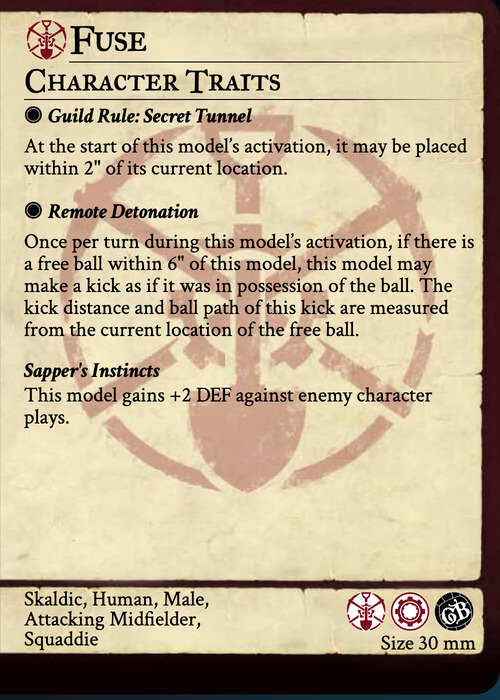 Fuse
Character Traits
Guild Rule: Secret Tunnel
At the start of this model's activation, it may be placed
within 2" of its current location.
Remote Detonation
Once per turn during this model's activation, if there is
a free ball within 6" of this model, this model may
make a kick as if it was in possession of the ball. The
kick distance and ball path of this kick are measured
from the current location of the free ball.
Sapper's Instincts
This model gains +2 DEF against enemy character
plays.
Skaldic, Human, Male,
Attacking Midfielder,
Squaddie
GB
Size 30 mm